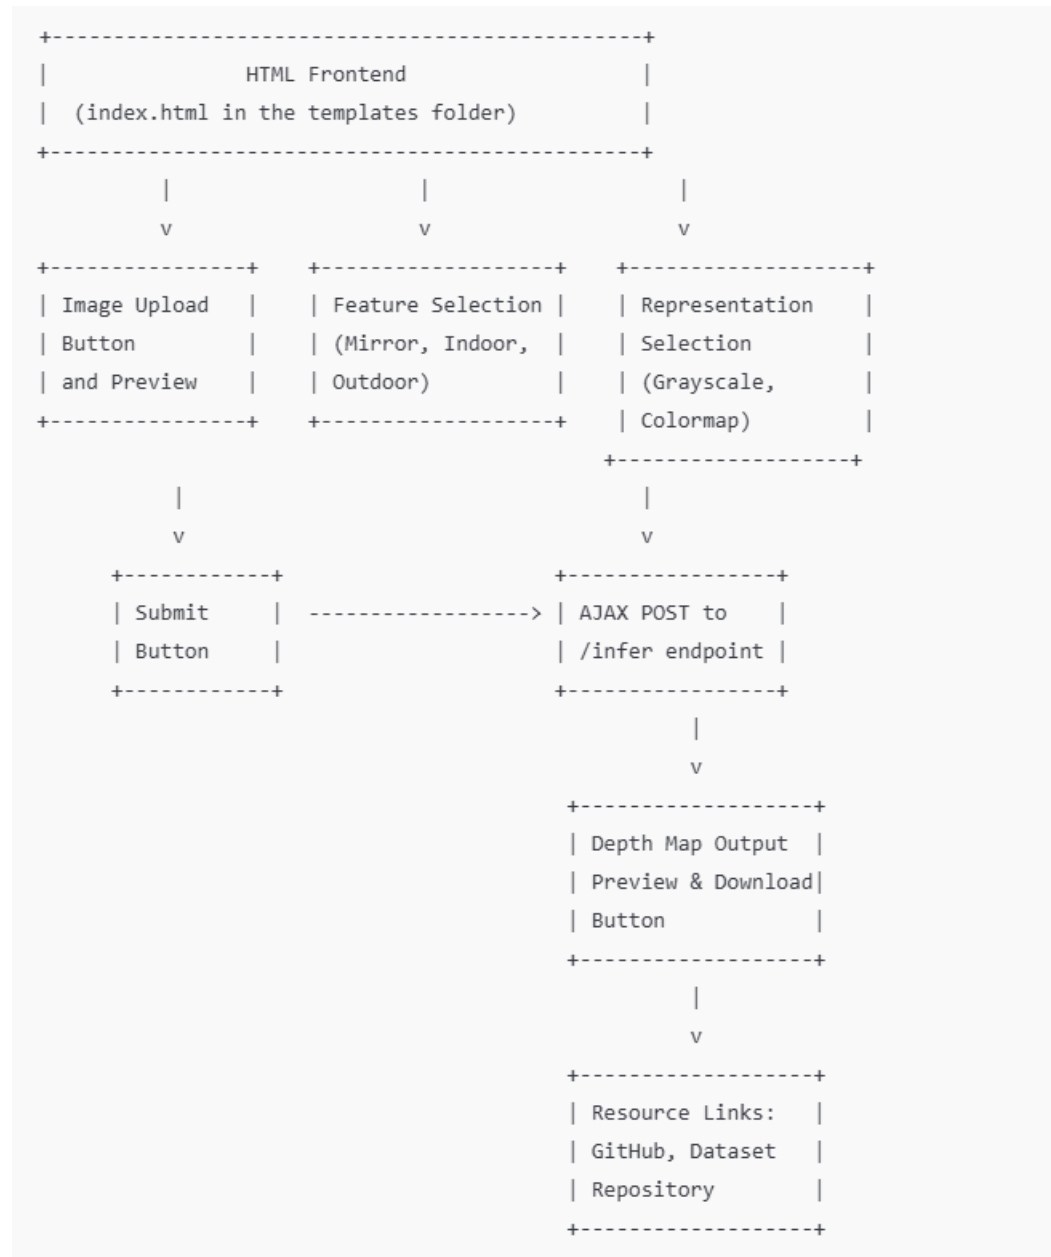 +------------------------------------------------+
|                HTML Frontend                   |
|  (index.html in the templates folder)          |
+------------------------------------------------+
          |                    |                    |
          v                    v                    v
+----------------+    +-------------------+    +-------------------+
| Image Upload   |    | Feature Selection |    | Representation    |
| Button         |    | (Mirror, Indoor,  |    | Selection         |
| and Preview    |    | Outdoor)          |    | (Grayscale,       |
+----------------+    +-------------------+    | Colormap)         |
                                              +-------------------+
           |                                     |
           v                                     v
      +------------+                      +-----------------+
      | Submit     |  ------------------> | AJAX POST to    |
      | Button     |                      | /infer endpoint |
      +------------+                      +-----------------+
                                                     |
                                                     v
                                           +-------------------+
                                           | Depth Map Output  |
                                           | Preview & Download|
                                           | Button            |
                                           +-------------------+
                                                     |
                                                     v
                                           +-------------------+
                                           | Resource Links:   |
                                           | GitHub, Dataset   |
                                           | Repository        |
                                           +-------------------+